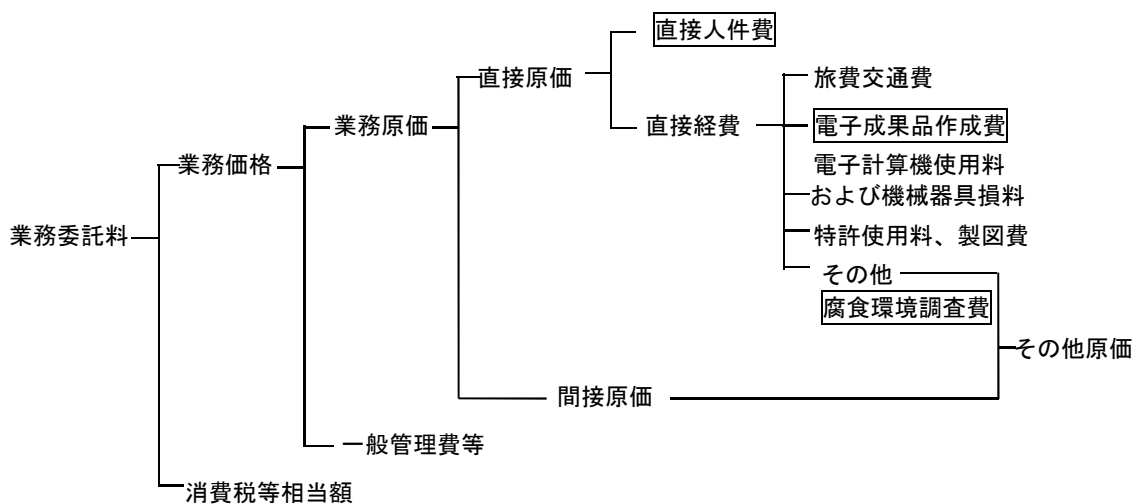 直接人件費
直接原価
旅費交通費
業務原価
直接経費
電子成果品作成費
業務価格
電子計算機使用料
および機械器具損料
業務委託料
特許使用料、製図費
その他
腐食環境調査費
その他原価
間接原価
一般管理費等
消費税等相当額